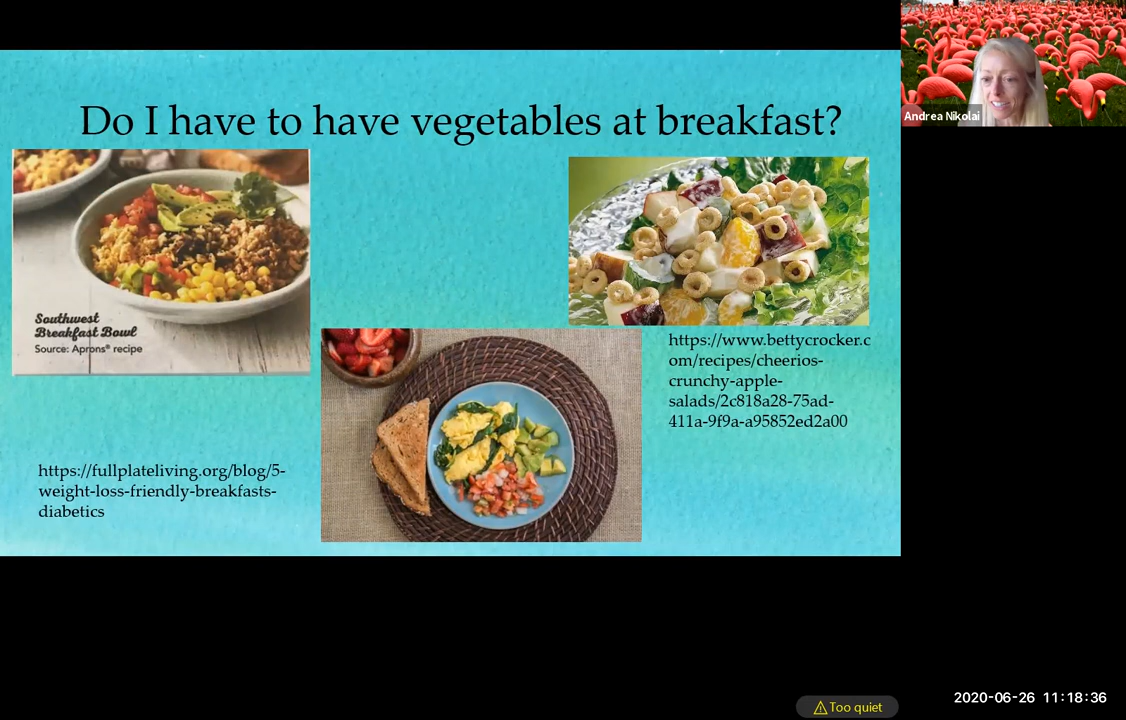 Andrea Nikolai
Do I have to have vegetables at breakfast?
Southwest
Breakfast Bowl
Source: Aprons® recipe
https://www.bettycrocker.c
om/recipes/cheerios-
crunchy-apple-
salads/2c818a28-75ad-
411a-9f9a-a95852ed2a00
https://fullplateliving.org/blog/5-
weight-loss-friendly-breakfasts-
diabetics
Too quiet
2020-06-26 11:18:36